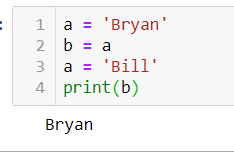 1 a = 'Bryan'
2 b = a
3 a = 'Bill'
4 print(b)
Bryan